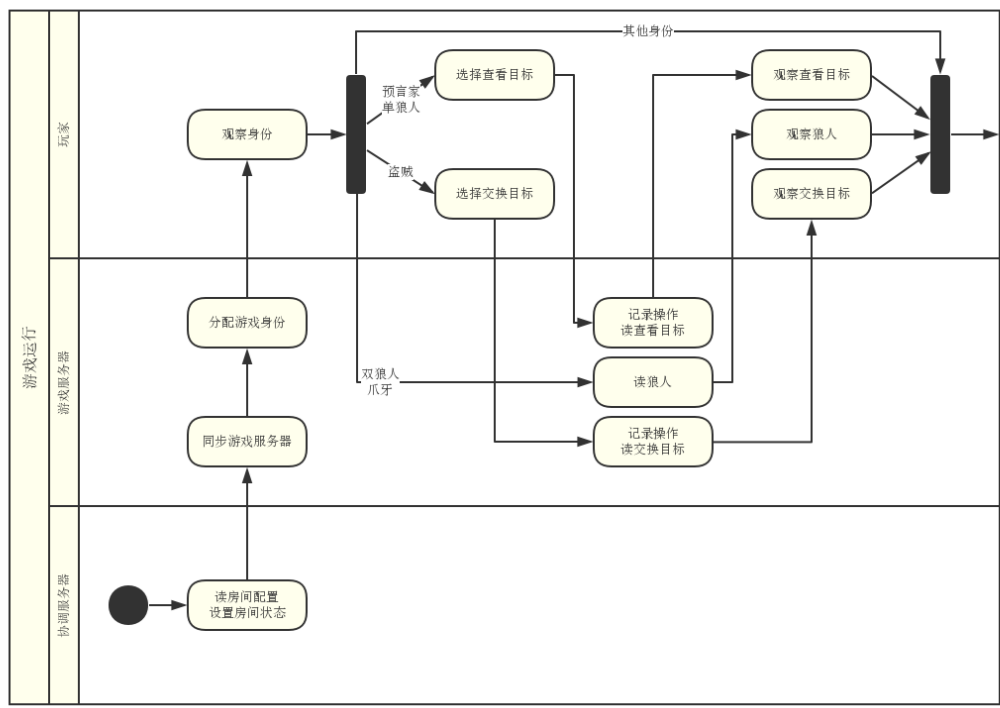 游戏运行
玩家
其他身份
选择查看目标
观察查看目标
预言家
单狼人
观察身份
观察狼人
盗贼
选择交换目标
观察交换目标
游戏服务器
分配游戏身份
记录操作
读查看目标
双狼人
爪牙
读狼人
同步游戏服务器
记录操作
读交换目标
协调服务器
读房间配置
设置房间状态